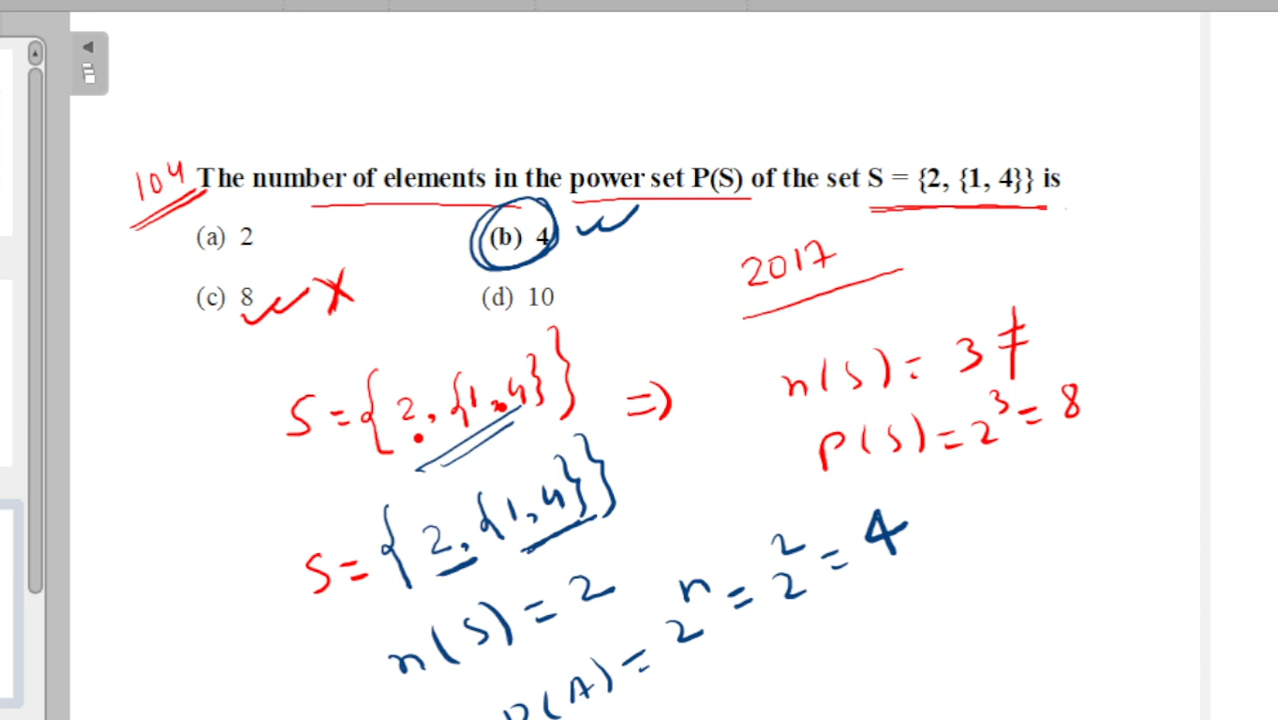 104 The number of elements in the power set P(S) of the set S = {2, {1, 4}} is
(a) 2 (b) 4
(c) 8 (d) 10
2017
S = {2, {1, 4}} ⇒ n(S) = 3 ≠
P(S) = 2³ = 8
S = {2, {1, 4}}
n(S) = 2
P(A) = 2ⁿ = 2² = 4